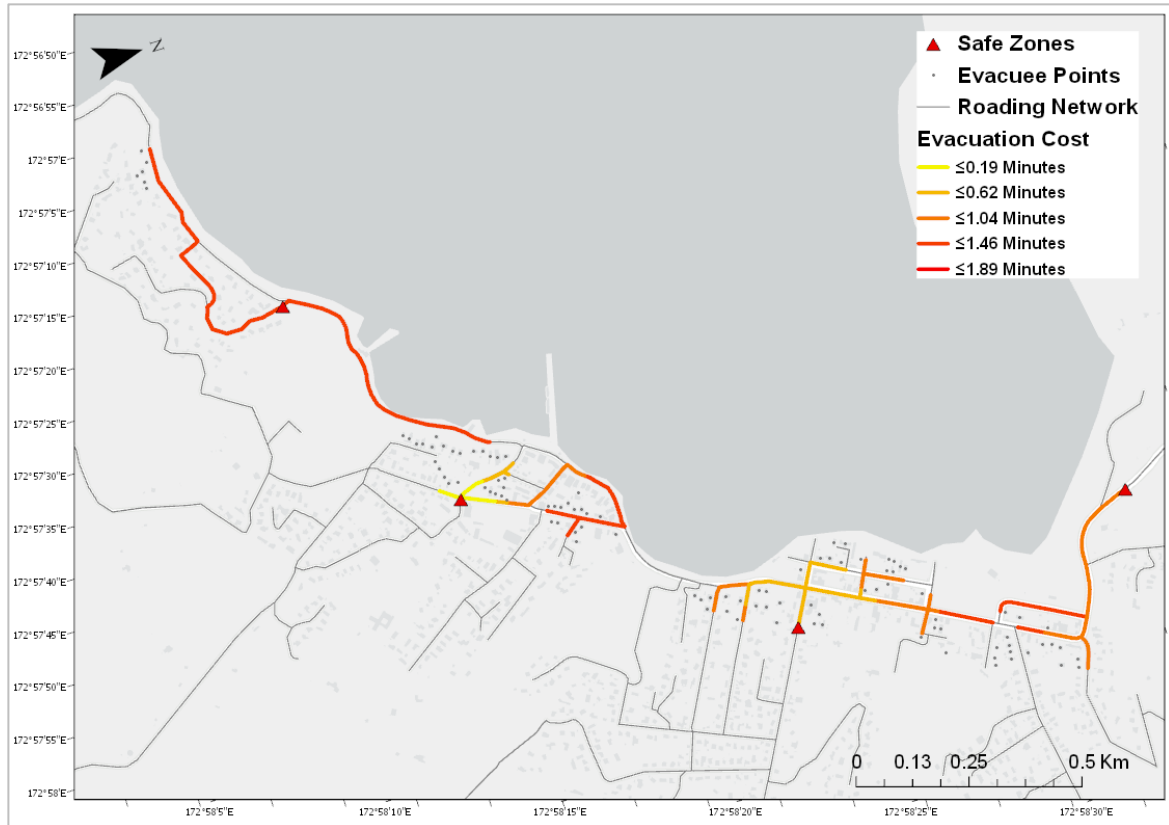 N
Safe Zones
Evacuee Points
Roading Network
Evacuation Cost
≤0.19 Minutes
≤0.62 Minutes
≤1.04 Minutes
≤1.46 Minutes
≤1.89 Minutes
172°56'50"E
172°56'55"E
172°57'E
172°57'5"E
172°57'10"E
172°57'15"E
172°57'20"E
172°57'25"E
172°57'30"E
172°57'35"E
172°57'40"E
172°57'45"E
172°57'50"E
172°57'55"E
172°58'E
0 0.13 0.25 0.5 Km
172°58'5"E 172°58'10"E 172°58'15"E 172°58'20"E 172°58'25"E 172°58'30"E